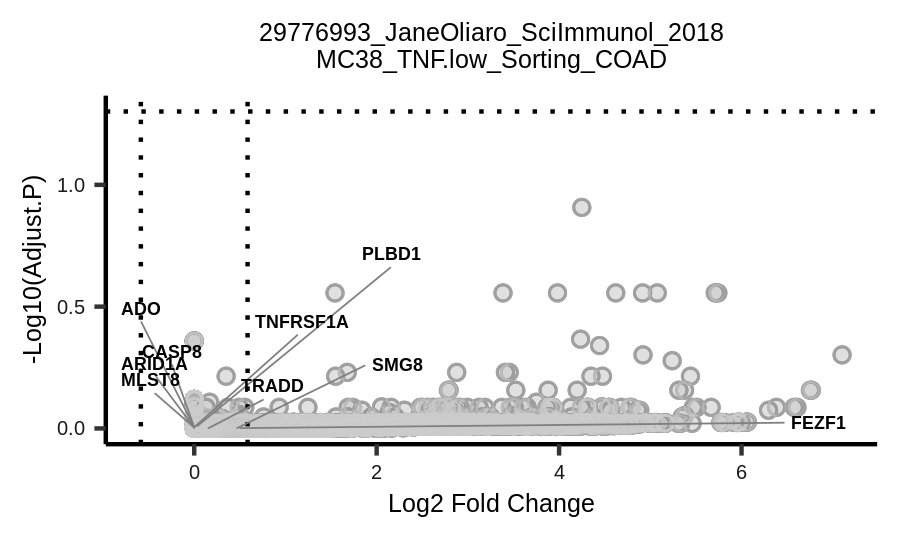 29776993_JaneOliaro_SciImmunol_2018
MC38_TNF.low_Sorting_COAD
-Log10(Adjust.P)
1.0
0.5
0.0
PLBD1
ADO
TNFRSF1A
CASP8
ARID1A
SMG8
MLST8
TRADD
FEZF1
0
2
4
6
Log2 Fold Change